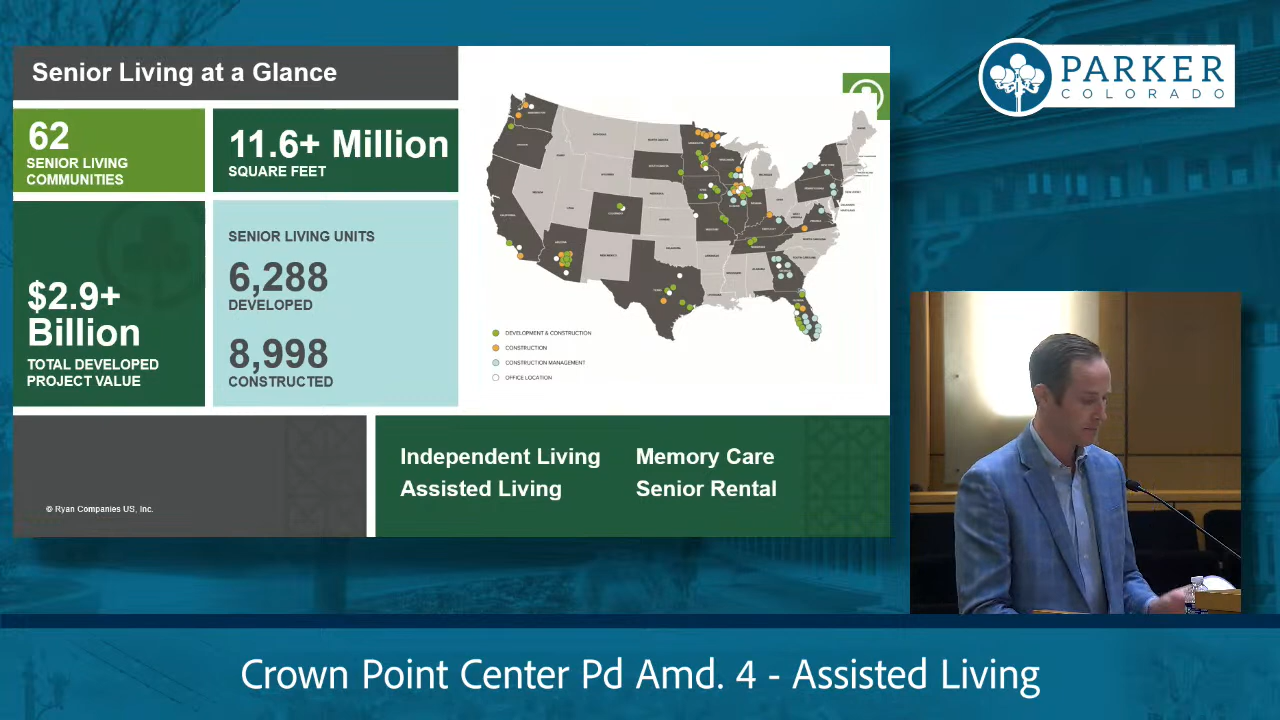 Senior Living at a Glance
62
SENIOR LIVING
COMMUNITIES
11.6+ Million
SQUARE FEET
$2.9+
Billion
TOTAL DEVELOPED
PROJECT VALUE
SENIOR LIVING UNITS
6,288
DEVELOPED
8,998
CONSTRUCTED
DEVELOPMENT & CONSTRUCTION
CONSTRUCTION
CONSTRUCTION MANAGEMENT
OFFICE LOCATION
© Ryan Companies US, Inc.
Independent Living
Assisted Living
Memory Care
Senior Rental
PARKER
COLORADO
Crown Point Center Pd Amd. 4 - Assisted Living